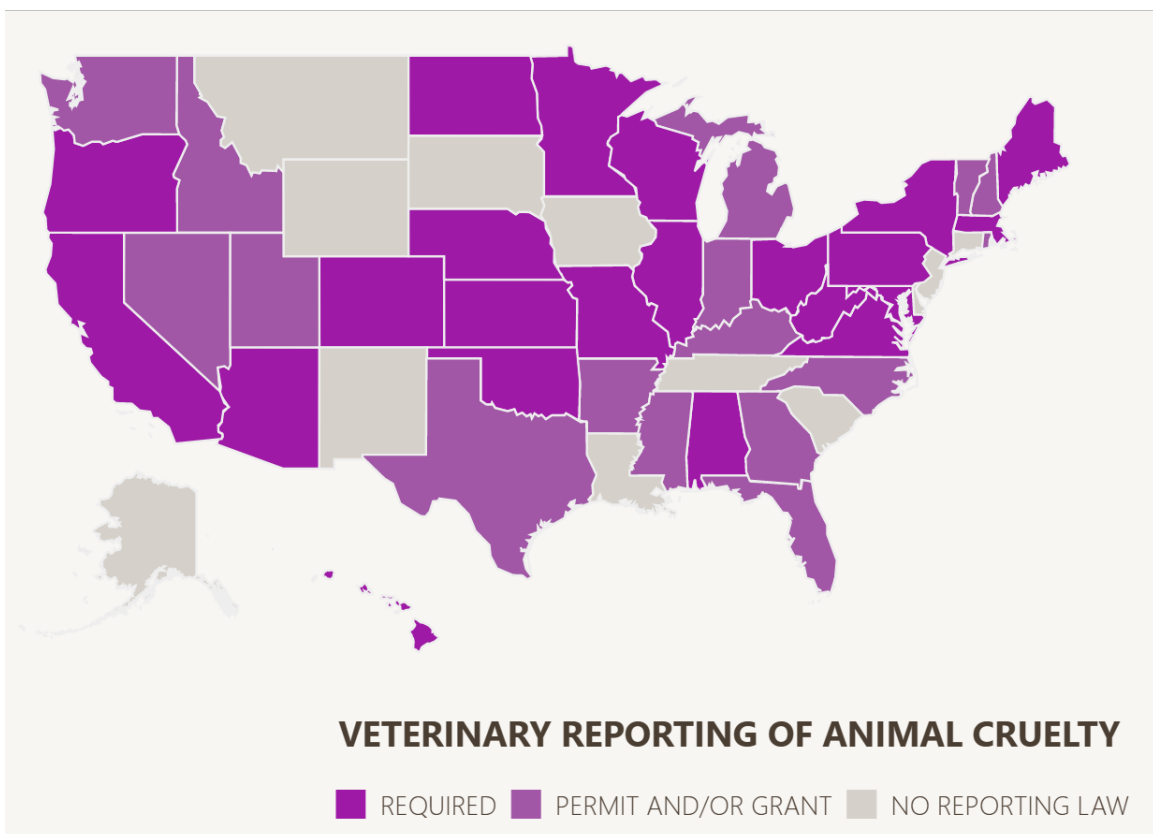 VETERINARY REPORTING OF ANIMAL CRUELTY
REQUIRED PERMIT AND/OR GRANT NO REPORTING LAW